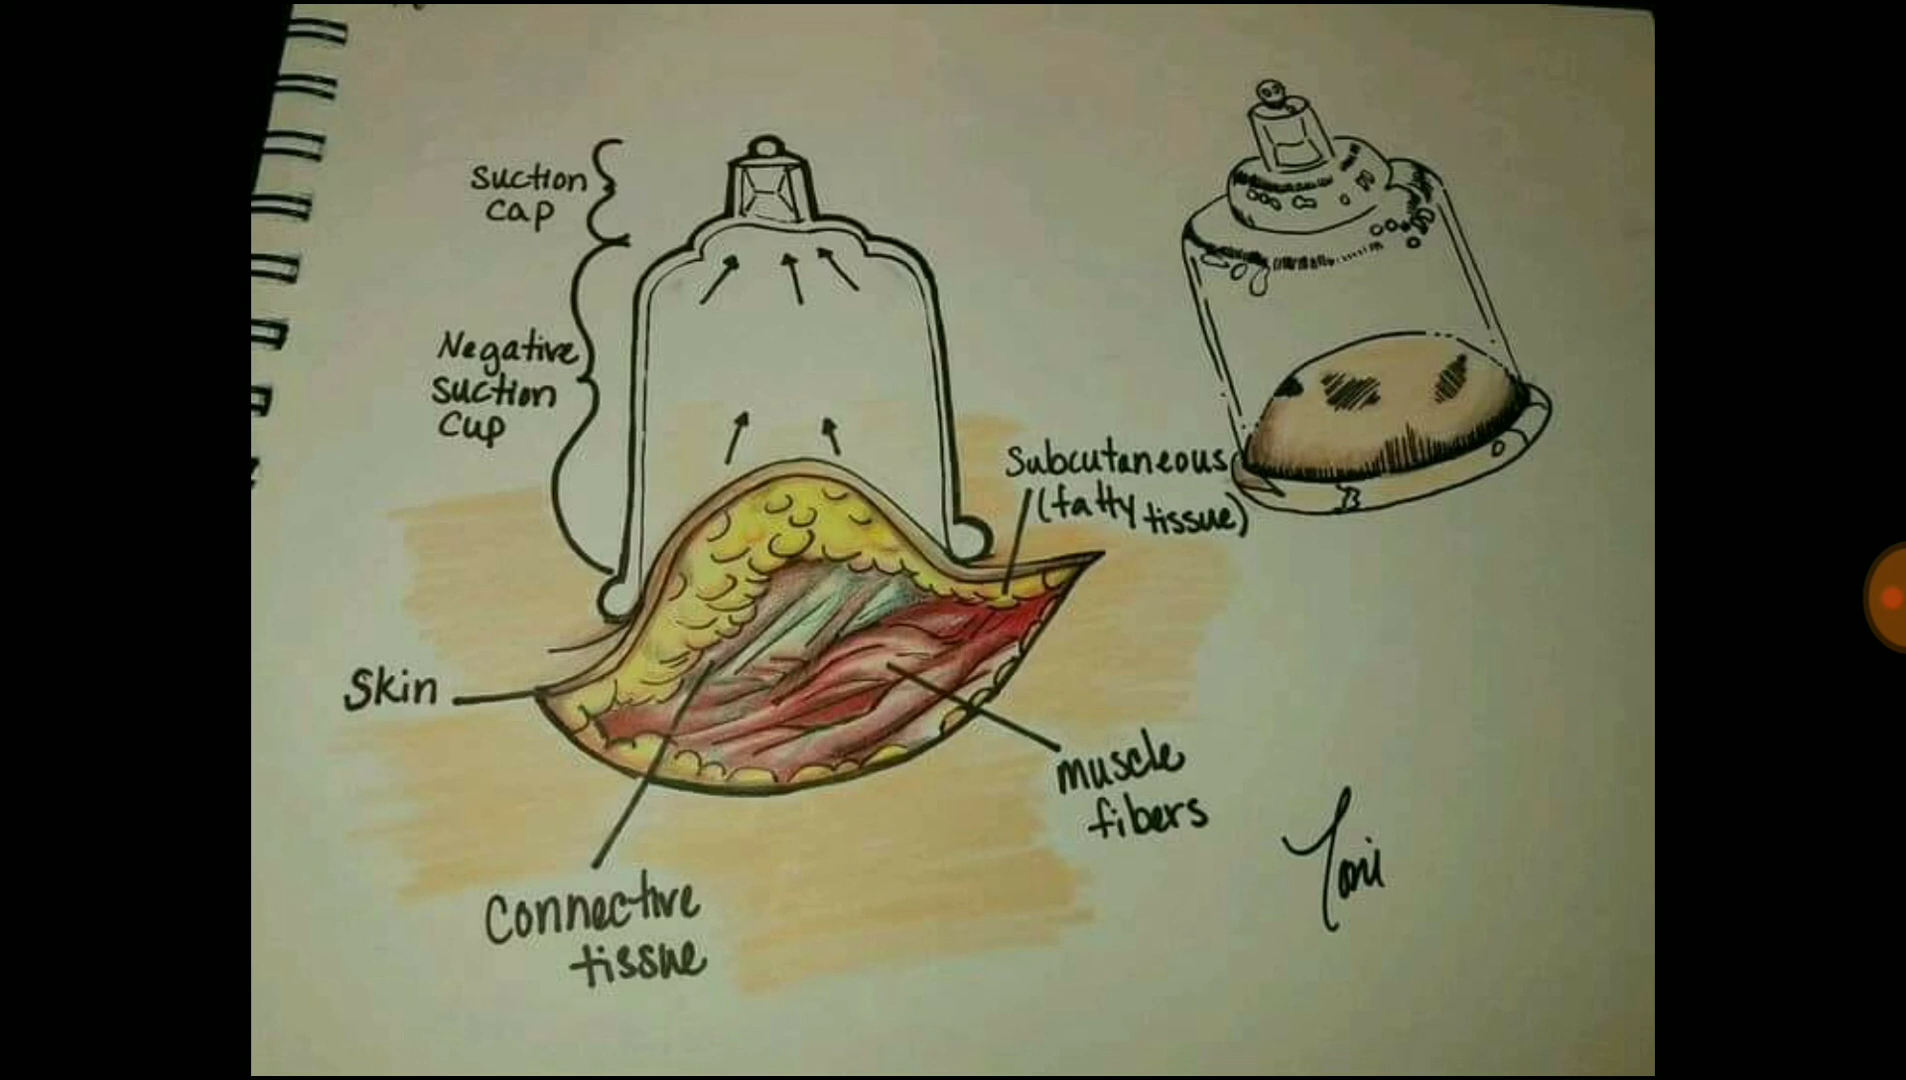 Suction
Cap
Negative
suction
Cup
Subcutaneous
(fatty tissue)
Skin
muscle
fibers
Connective
tissue
Tori